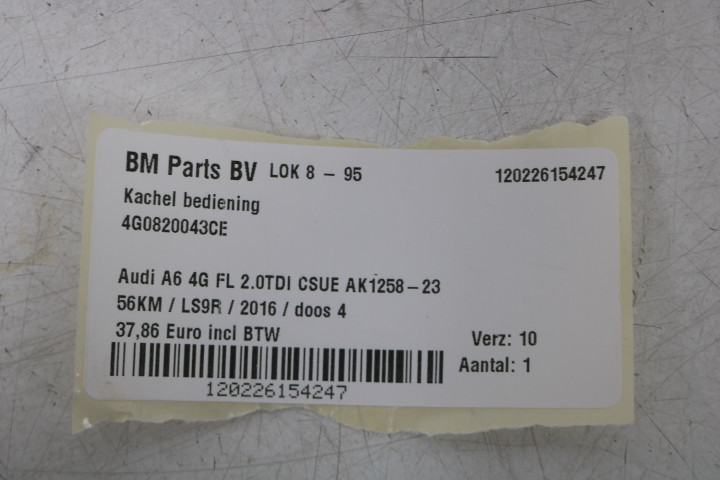 BM Parts BV LOK 8 - 95 120226154247
Kachel bediening
4G0820043CE
Audi A6 4G FL 2.0TDI CSUE AK1258-23
56KM / LS9R / 2016 / doos 4
37,86 Euro incl BTW Verz: 10
Aantal: 1
120226154247